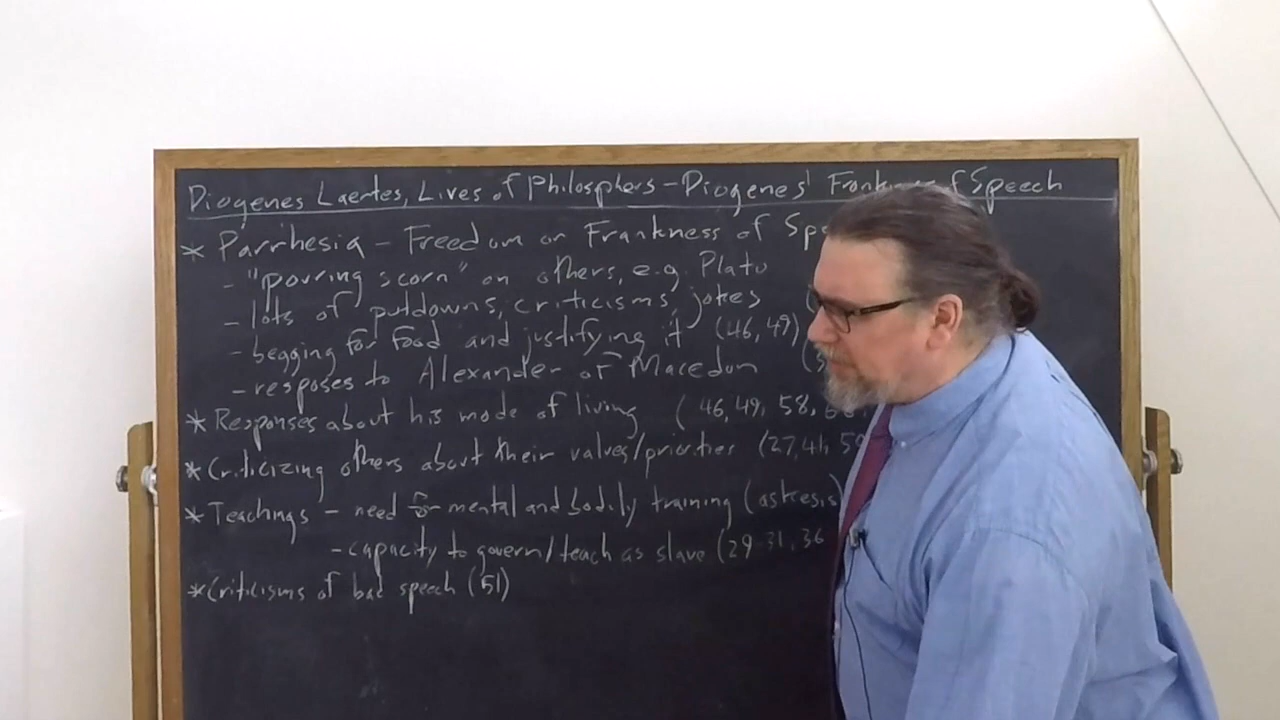 Diogenes Laertes, Lives of Philosphers - Diogenes' Frankness of Speech
* Parrhesia - Freedom or Frankness of Spe
- "pouring scorn" on others, e.g. Plato
- lots of putdowns, criticisms, jokes (
- begging for food and justifying it (46, 49)
- resposes to Alexander of Macedon (
* Responses about his mode of living (46, 49, 58,
* Criticizing others about their values/priorities (27,
* Teachings - need for mental and bodily training (askesis)
- capacity to govern/teach as slave (29-31, 36
* Criticisms of bad speech (51)